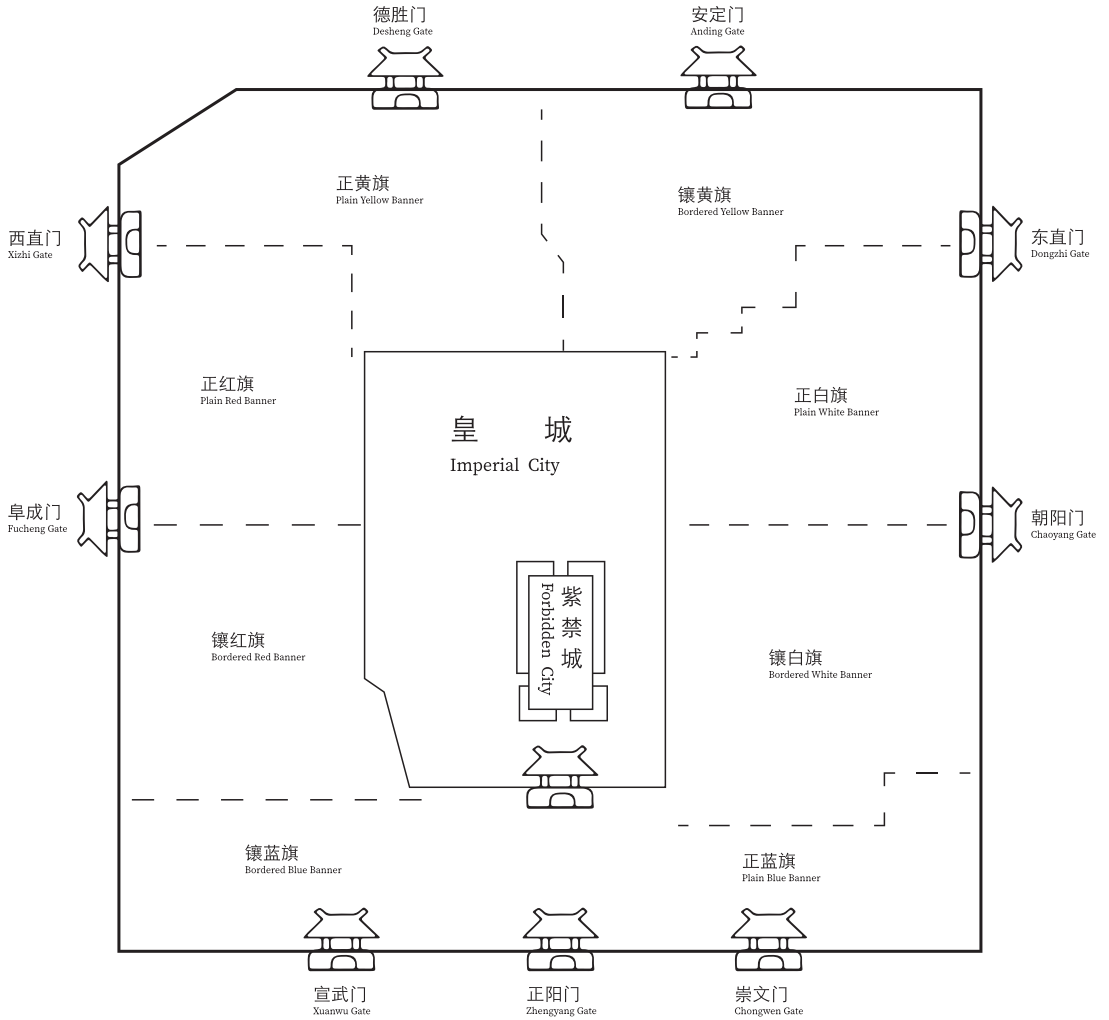 德胜门
Desheng Gate
安定门
Anding Gate
正黄旗
Plain Yellow Banner
镶黄旗
Bordered Yellow Banner
西直门
Xizhi Gate
东直门
Dongzhi Gate
正红旗
Plain Red Banner
正白旗
Plain White Banner
皇 城
Imperial City
阜成门
Fucheng Gate
朝阳门
Chaoyang Gate
紫禁城
Forbidden City
镶红旗
Bordered Red Banner
镶白旗
Bordered White Banner
镶蓝旗
Bordered Blue Banner
正蓝旗
Plain Blue Banner
宣武门
Xuanwu Gate
正阳门
Zhengyang Gate
崇文门
Chongwen Gate